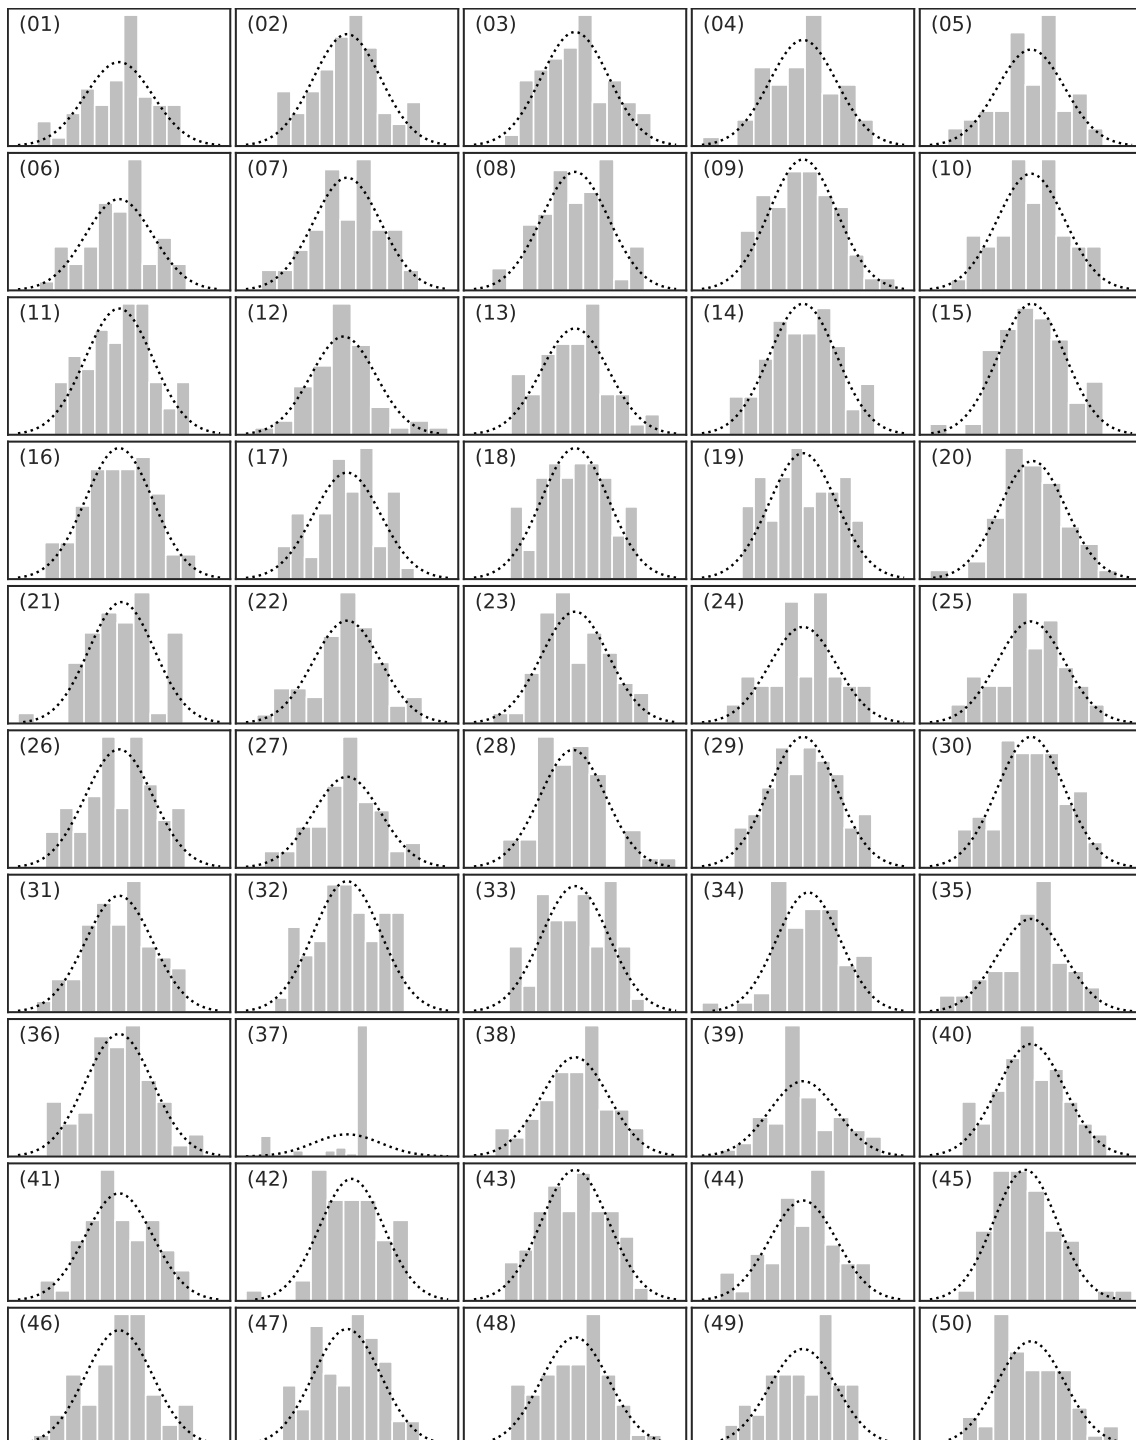 (01) (02) (03) (04) (05)
(06) (07) (08) (09) (10)
(11) (12) (13) (14) (15)
(16) (17) (18) (19) (20)
(21) (22) (23) (24) (25)
(26) (27) (28) (29) (30)
(31) (32) (33) (34) (35)
(36) (37) (38) (39) (40)
(41) (42) (43) (44) (45)
(46) (47) (48) (49) (50)